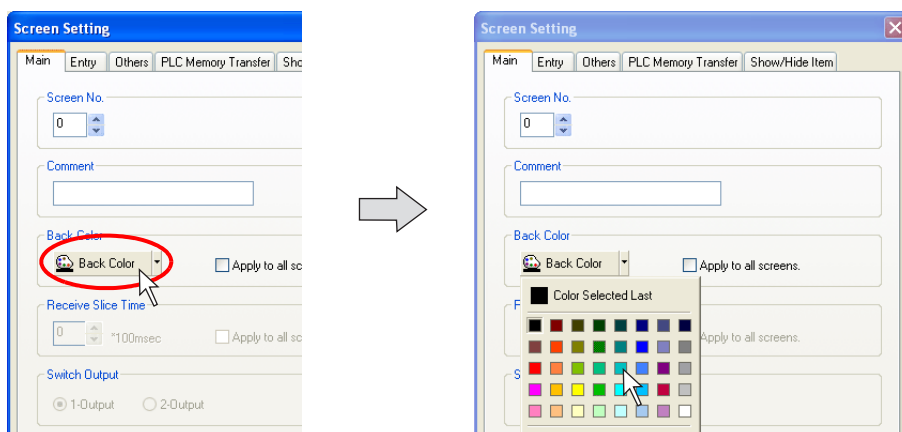 Screen Setting
Main Entry Others PLC Memory Transfer Sho
Screen No.
0
Comment
Back Color
Back Color Apply to all sc
Receive Slice Time
0 *100msec Apply to all sc
Switch Output
1-Output 2-Output
Screen Setting
Main Entry Others PLC Memory Transfer Show/Hide Item
Screen No.
0
Comment
Back Color
Back Color Apply to all screens.
Color Selected Last
Apply to all screens.
S